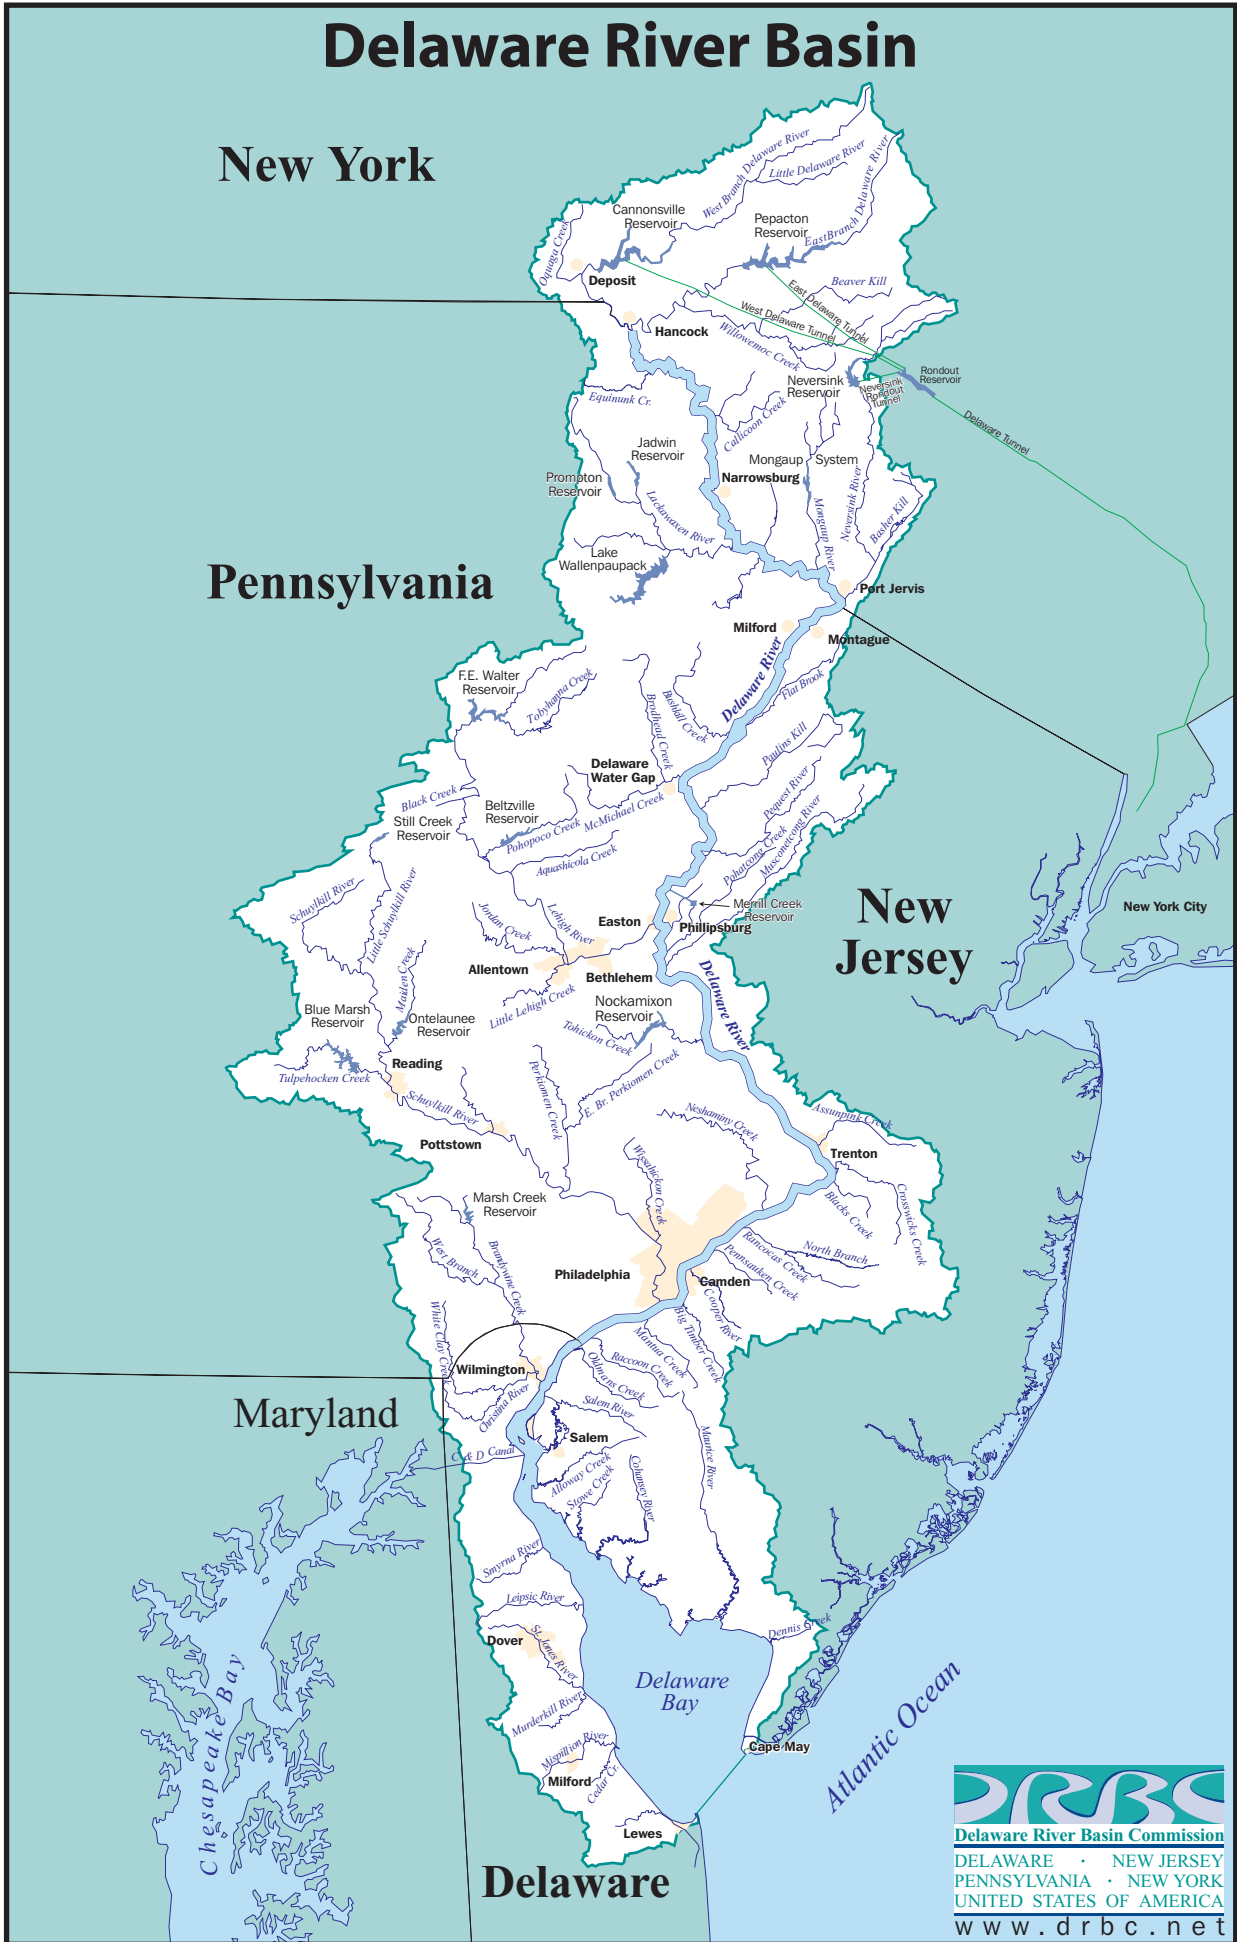 Delaware River Basin
New York
West Branch Delaware River
Little Delaware River
EastBranch Delaware River
Cannonsville
Reservoir
Pepacton
Reservoir
Oquaga Creek
Deposit
Beaver Kill
East Delaware Tunnel
West Delaware Tunnel
Hancock
Willowemoc Creek
Neversink
Reservoir
Rondout
Reservoir
Neversink
Rondout
Tunnel
Equinunk Cr.
Callicoon Creek
Delaware Tunnel
Jadwin
Reservoir
Mongaup System
Prompton
Reservoir
Narrowsburg
Lackawaxen River
Mongaup River
Neversink River
Basher Kill
Lake
Wallenpaupack
Pennsylvania
Port Jervis
Milford
Montague
Delaware River
F.E. Walter
Reservoir
Tobyhanna Creek
Brodhead Creek
Bushkill Creek
Flat Brook
Paulins Kill
Delaware
Water Gap
Pequest River
Black Creek
Beltzville
Reservoir
McMichael Creek
Still Creek
Reservoir
Pohopoco Creek
Aquashicola Creek
Pohatcong Creek
Musconetcong River
Schuylkill River
Little Schuylkill River
Merrill Creek
Reservoir
New
Jersey
New York City
Jordan Creek
Lehigh River
Easton
Phillipsburg
Maiden Creek
Allentown
Bethlehem
Delaware River
Little Lehigh Creek
Nockamixon
Reservoir
Blue Marsh
Reservoir
Ontelaunee
Reservoir
Tohickon Creek
Reading
Tulpehocken Creek
Perkiomen Creek
E. Br. Perkiomen Creek
Schuylkill River
Neshaminy Creek
Assunpink Creek
Pottstown
Trenton
Wissahickon Creek
Marsh Creek
Reservoir
Blacks Creek
Crosswicks Creek
West Branch
Brandywine Creek
Rancocas Creek
North Branch
Pennsauken Creek
Philadelphia
Camden
Cooper River
Big Timber Creek
White Clay Creek
Mantua Creek
Raccoon Creek
Oldmans Creek
Wilmington
Maryland
Christina River
Salem River
Salem
Maurice River
C & D Canal
Alloway Creek
Stowe Creek
Cohansey River
Smyrna River
Leipsic River
Dennis Creek
Dover
St. Jones River
Delaware
Bay
Chesapeake Bay
Murderkill River
Atlantic Ocean
Mispillion River
Cape May
Milford
Cedar Cr.
Lewes
Delaware
DRBC
Delaware River Basin Commission
DELAWARE · NEW JERSEY
PENNSYLVANIA · NEW YORK
UNITED STATES OF AMERICA
www.drbc.net